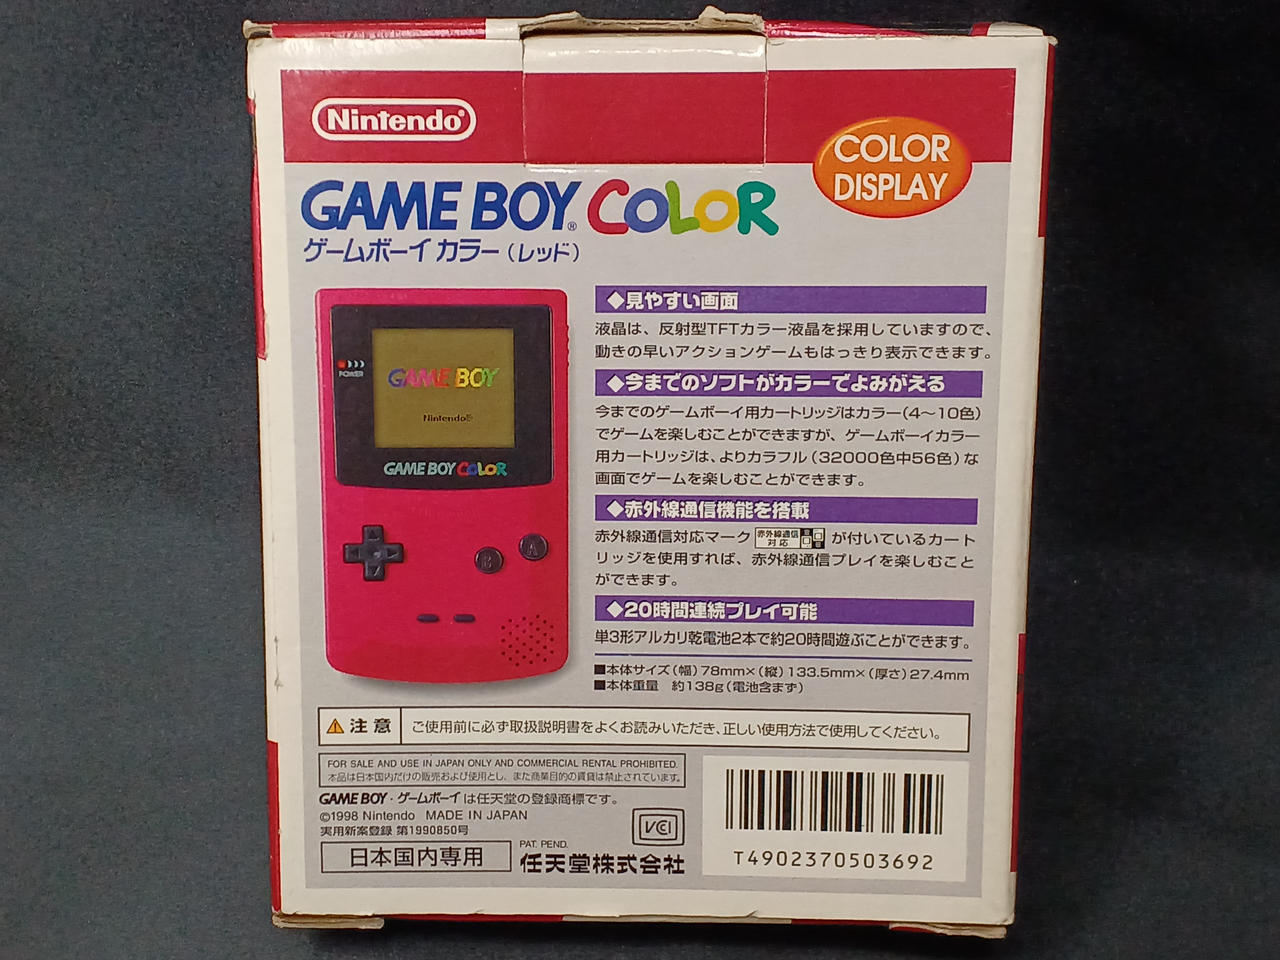 Nintendo®
COLOR
DISPLAY
GAME BOY® COLOR
ゲームボーイ カラー（レッド）
POWER
GAME BOY
Nintendo®
GAME BOY COLOR
B A
◆見やすい画面
液晶は、反射型TFTカラー液晶を採用していますので、
動きの早いアクションゲームもはっきり表示できます。
◆今までのソフトがカラーでよみがえる
今までのゲームボーイ用カートリッジはカラー（4〜10色）
でゲームを楽しむことができますが、ゲームボーイカラー
用カートリッジは、よりカラフル（32000色中56色）な
画面でゲームを楽しむことができます。
◆赤外線通信機能を搭載
赤外線通信対応マーク 赤外線通信 対応 が付いているカート
リッジを使用すれば、赤外線通信プレイを楽しむこと
ができます。
◆20時間連続プレイ可能
単3形アルカリ乾電池2本で約20時間遊ぶことができます。
■本体サイズ（幅）78mm×（縦）133.5mm×（厚さ）27.4mm
■本体重量 約138g（電池含まず）
注意 ご使用前に必ず取扱説明書をよくお読みいただき、正しい使用方法で使用してください。
FOR SALE AND USE IN JAPAN ONLY AND COMMERCIAL RENTAL PROHIBITED.
本品は日本国内だけの販売および使用とし、また商業目的の賃貸は禁止されています。
GAME BOY・ゲームボーイは任天堂の登録商標です。
©1998 Nintendo MADE IN JAPAN
実用新案登録 第1990850号
VCI
PAT. PEND.
日本国内専用
任天堂株式会社
T4902370503692